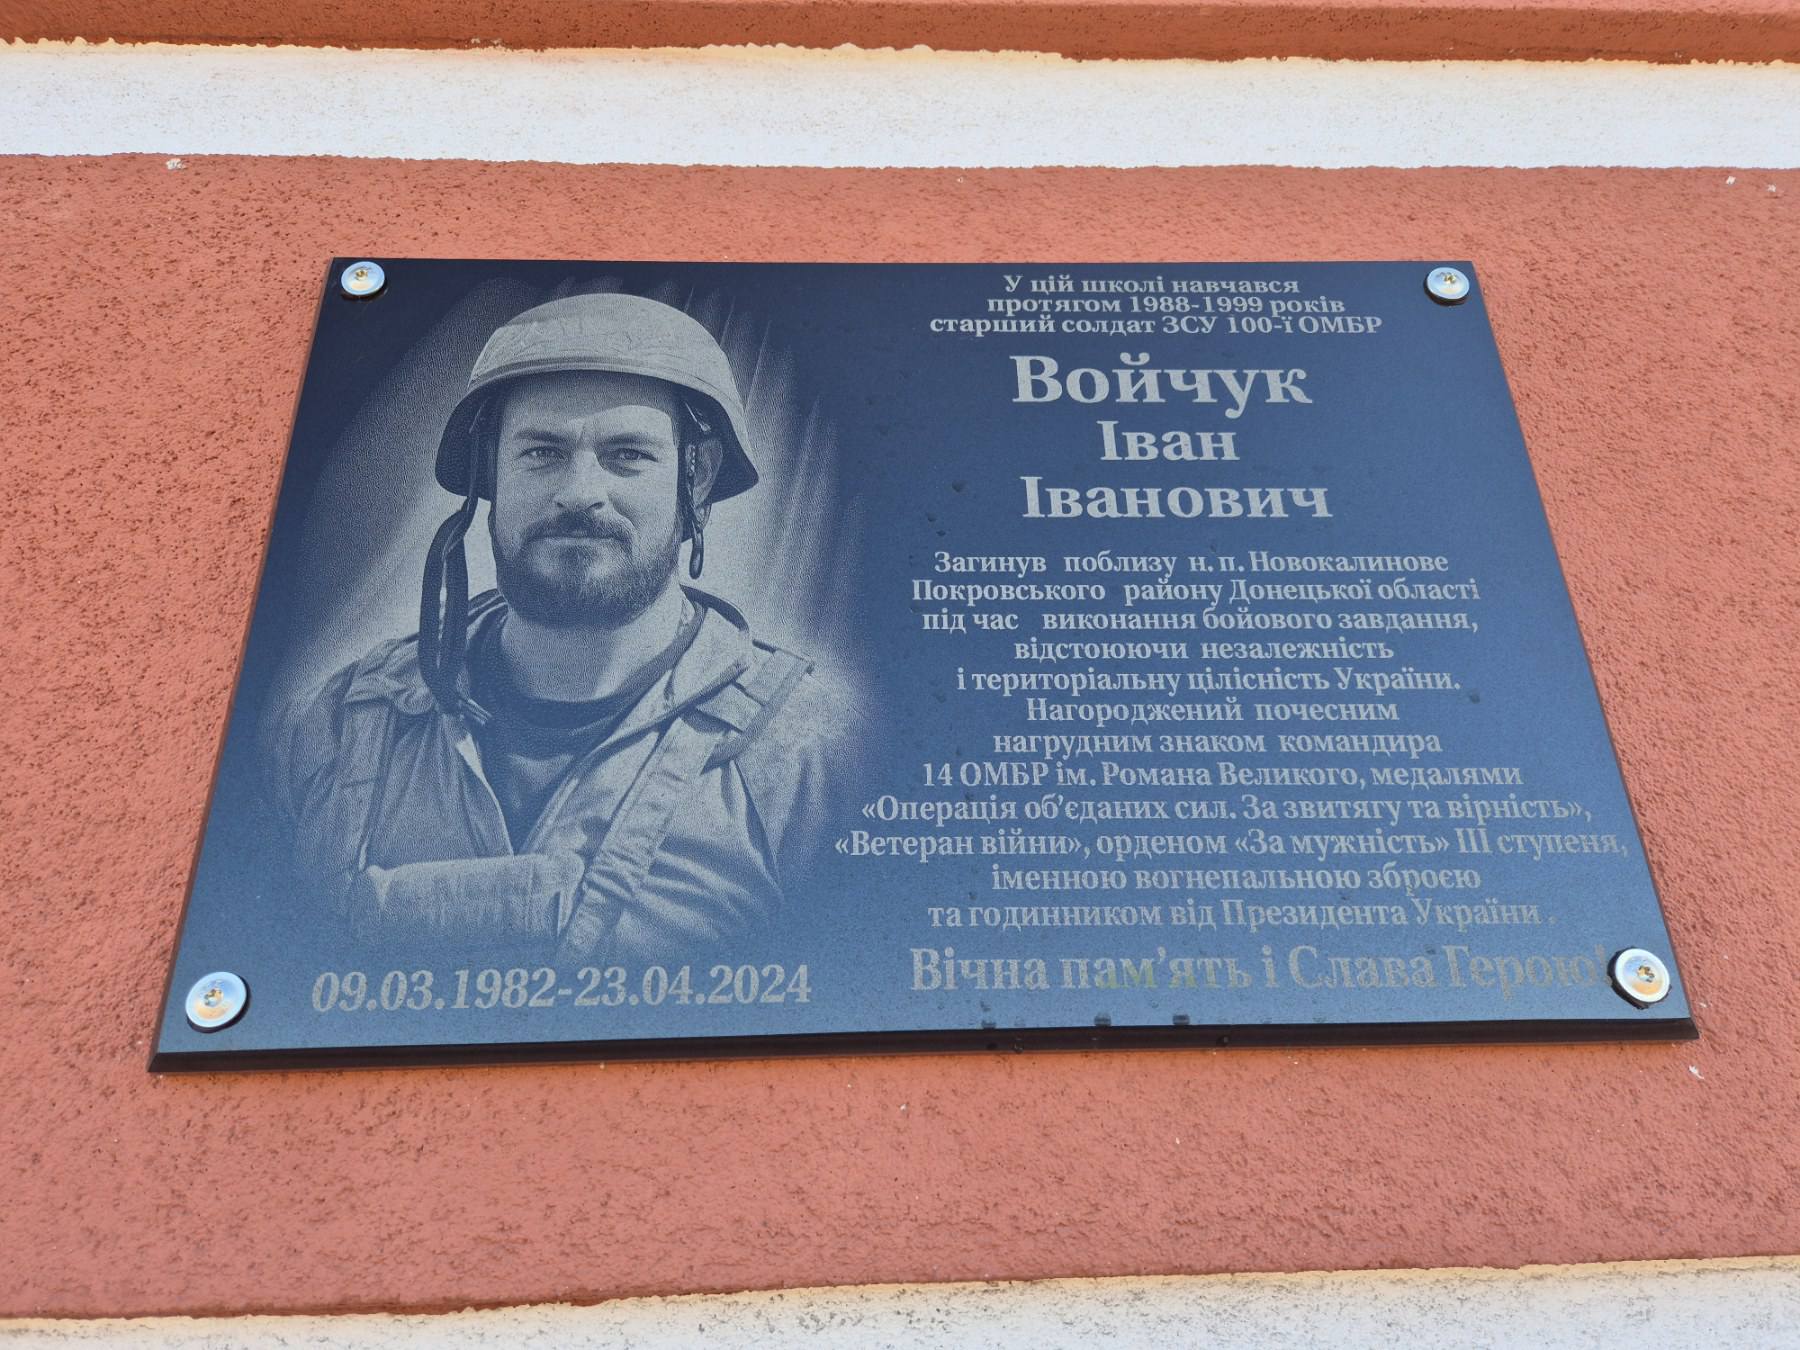 У цій школі навчався
протягом 1988-1999 років
старший солдат ЗСУ 100-ї ОМБР
Войчук
Іван
Іванович
Загинув поблизу н. п. Новокалинове
Покровського району Донецької області
під час виконання бойового завдання,
відстоюючи незалежність
і територіальну цілісність України.
Нагороджений почесним
нагрудним знаком командира
14 ОМБР ім. Романа Великого, медалями
«Операція об’єданих сил. За звитягу та вірність»,
«Ветеран війни», орденом «За мужність» ІІІ ступеня,
іменною вогнепальною зброєю
та годинником від Президента України .
09.03.1982-23.04.2024
Вічна пам’ять і Слава Герою!